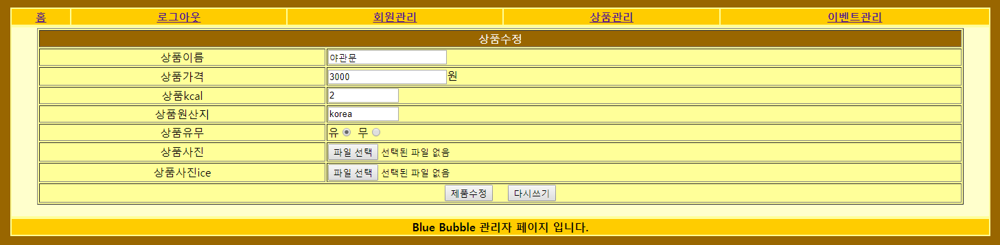 홈 로그아웃 회원관리 상품관리 이벤트관리
상품수정
상품이름 야관문
상품가격 3000 원
상품kcal 2
상품원산지 korea
상품유무 유 무
상품사진 파일 선택 선택된 파일 없음
상품사진ice 파일 선택 선택된 파일 없음
제품수정 다시쓰기
Blue Bubble 관리자 페이지 입니다.